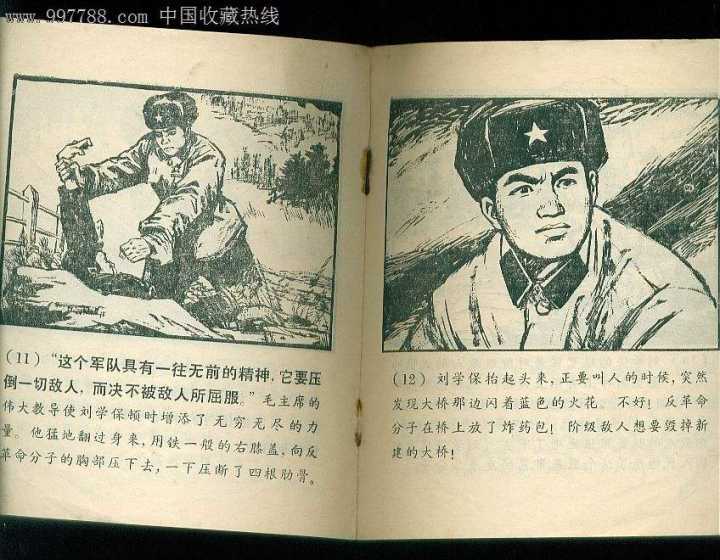 www.997788.com 中国收藏热线
(11) “这个军队具有一往无前的精神，它要压
倒一切敌人，而决不被敌人所屈服。”毛主席的
伟大教导使刘学保顿时增添了无穷无尽的力
量。他猛地翻过身来，用铁一般的右膝盖，向反
革命分子的胸部压下去，一下压断了四根肋骨。
(12) 刘学保抬起头来，正要叫人的时候，突然
发现大桥那边闪着蓝色的火花。不好！反革命
分子在桥上放了炸药包！阶级敌人想要毁掉新
建的大桥！